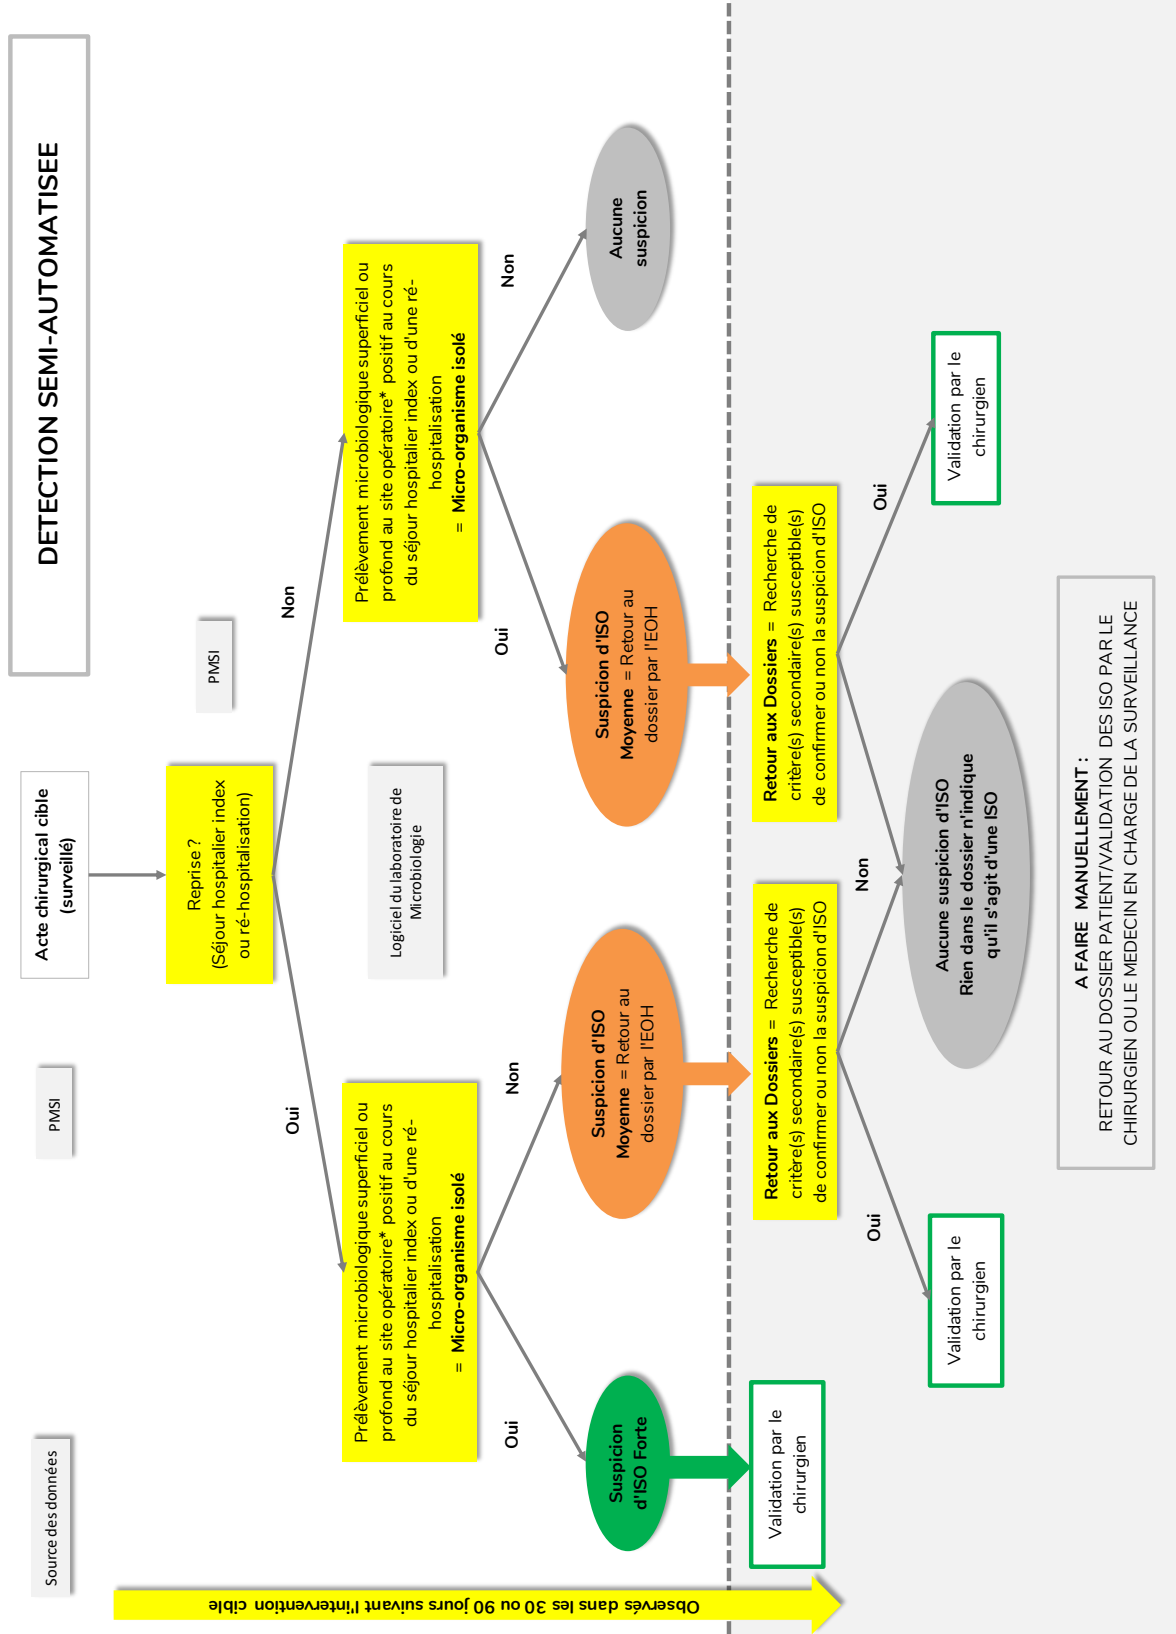 DETECTION SEMI-AUTOMATISEE
Source des données
PMSI
Acte chirurgical cible
(surveillé)
PMSI
Reprise ?
(Séjour hospitalier index
ou ré-hospitalisation)
Oui
Non
Prélèvement microbiologique superficiel ou
profond au site opératoire* positif au cours
du séjour hospitalier index ou d'une ré-
hospitalisation
= Micro-organisme isolé
Logiciel du laboratoire de
Microbiologie
Prélèvement microbiologique superficiel ou
profond au site opératoire* positif au cours
du séjour hospitalier index ou d'une ré-
hospitalisation
= Micro-organisme isolé
Oui
Non
Oui
Non
Suspicion
d'ISO Forte
Suspicion d'ISO
Moyenne = Retour au
dossier par l'EOH
Suspicion d'ISO
Moyenne = Retour au
dossier par l'EOH
Aucune
suspicion
Observés dans les 30 ou 90 jours suivant l'intervention cible
Validation par le
chirurgien
Retour aux Dossiers = Recherche de
critère(s) secondaire(s) susceptible(s)
de confirmer ou non la suspicion d'ISO
Retour aux Dossiers = Recherche de
critère(s) secondaire(s) susceptible(s)
de confirmer ou non la suspicion d'ISO
Oui
Non
Oui
Validation par le
chirurgien
Aucune suspicion d'ISO
Rien dans le dossier n'indique
qu'il s'agit d'une ISO
Validation par le
chirurgien
A FAIRE MANUELLEMENT :
RETOUR AU DOSSIER PATIENT/VALIDATION DES ISO PAR LE
CHIRURGIEN OU LE MEDECIN EN CHARGE DE LA SURVEILLANCE